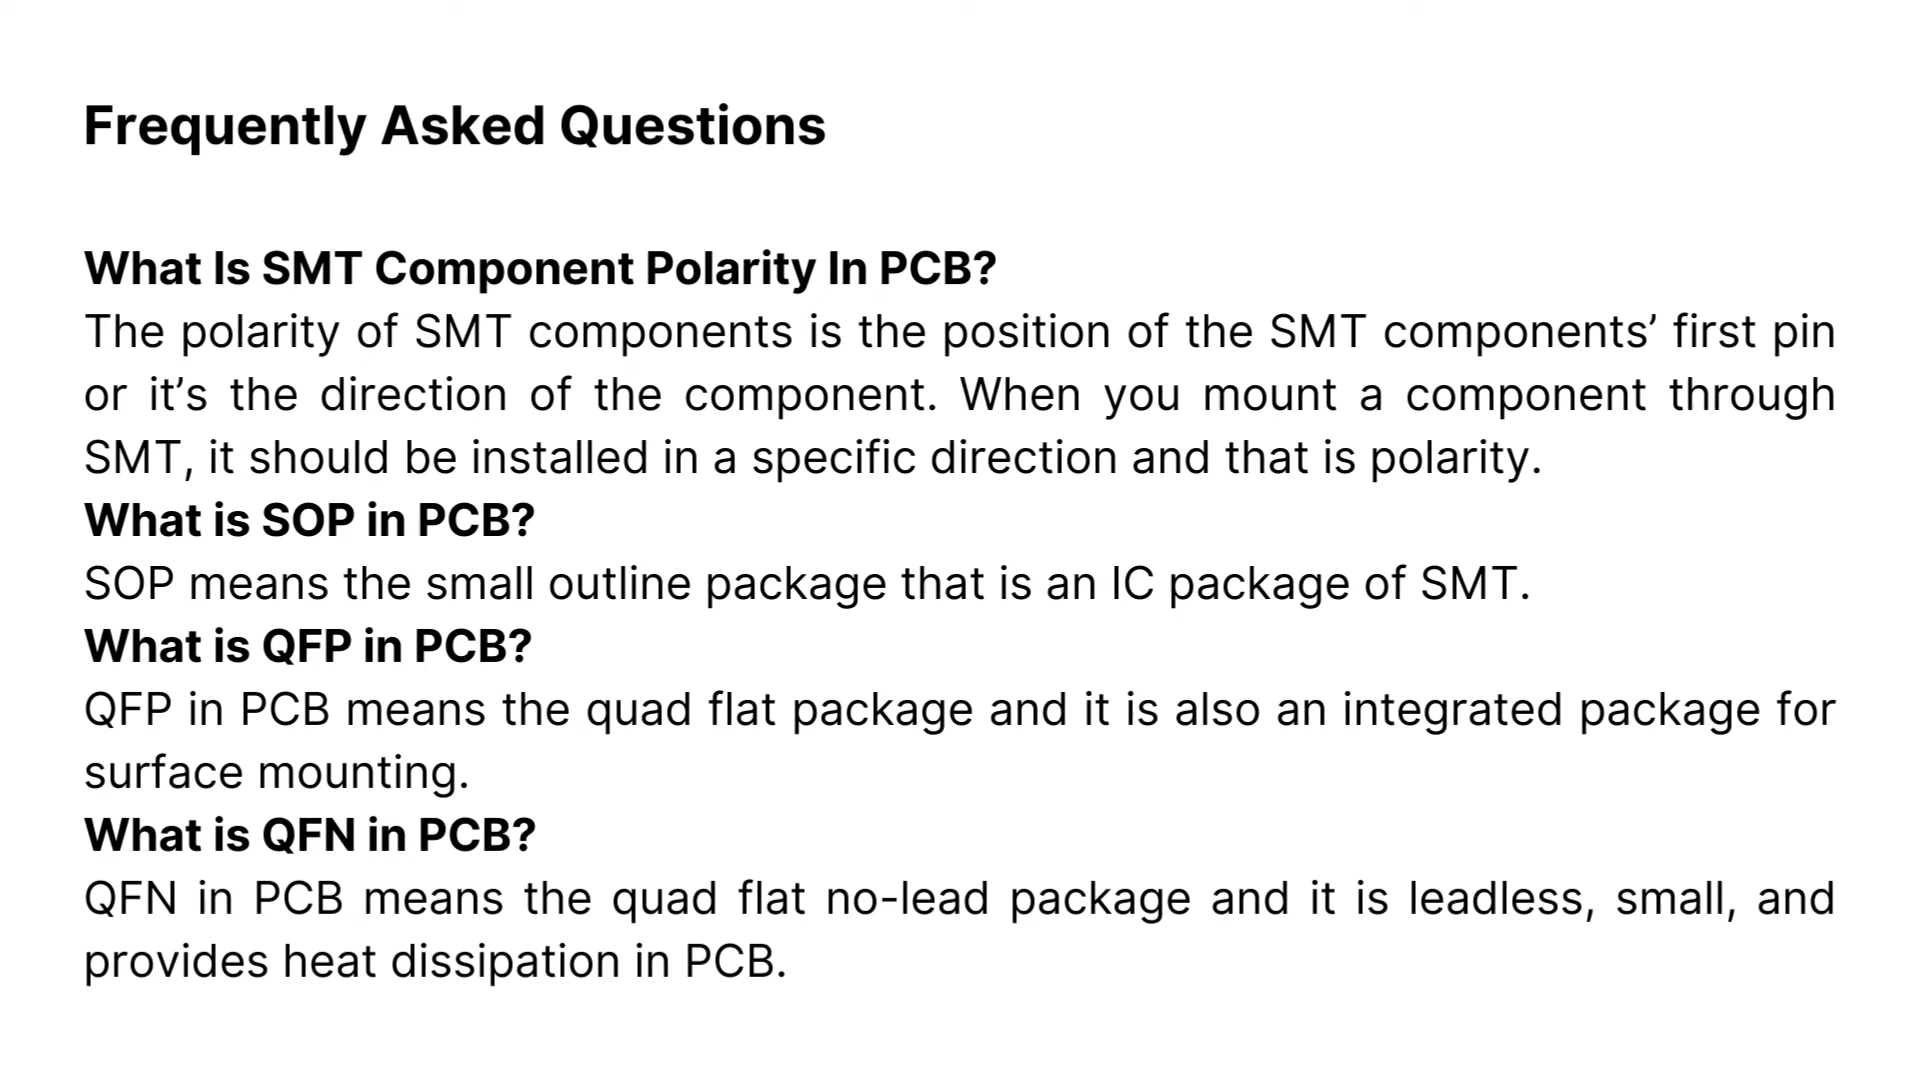 Frequently Asked Questions
What Is SMT Component Polarity In PCB?
The polarity of SMT components is the position of the SMT components’ first pin
or it’s the direction of the component. When you mount a component through
SMT, it should be installed in a specific direction and that is polarity.
What is SOP in PCB?
SOP means the small outline package that is an IC package of SMT.
What is QFP in PCB?
QFP in PCB means the quad flat package and it is also an integrated package for
surface mounting.
What is QFN in PCB?
QFN in PCB means the quad flat no-lead package and it is leadless, small, and
provides heat dissipation in PCB.